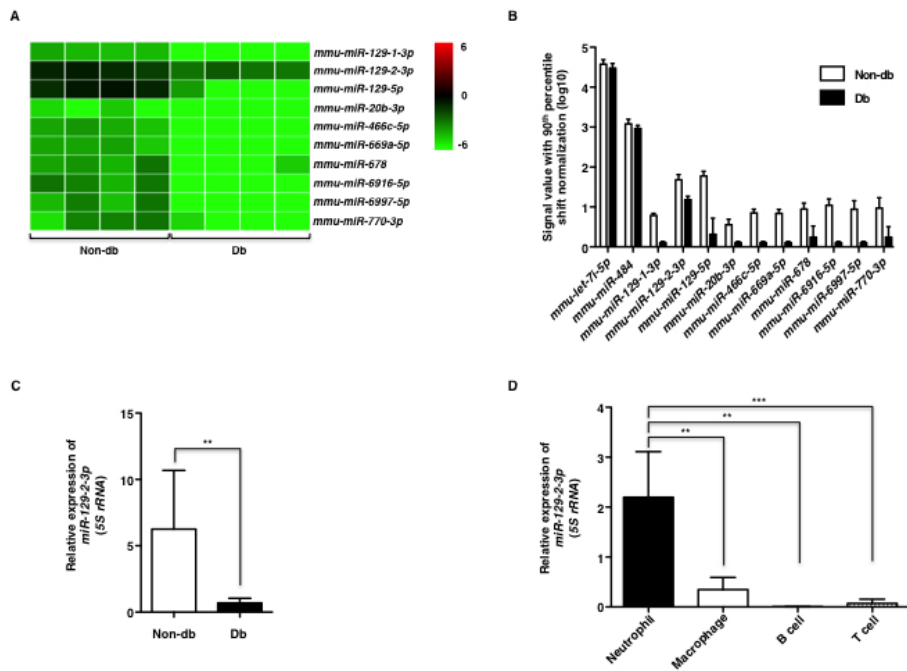 A
mmu-miR-129-1-3p
mmu-miR-129-2-3p
mmu-miR-129-5p
mmu-miR-20b-3p
mmu-miR-466c-5p
mmu-miR-669a-5p
mmu-miR-678
mmu-miR-6916-5p
mmu-miR-6997-5p
mmu-miR-770-3p
6
0
-6
Non-db
Db
B
Signal value with 90th percentile
shift normalization (log10)
5
4
3
2
1
0
Non-db
Db
mmu-let-7i-5p
mmu-miR-484
mmu-miR-129-1-3p
mmu-miR-129-2-3p
mmu-miR-129-5p
mmu-miR-20b-3p
mmu-miR-466c-5p
mmu-miR-669a-5p
mmu-miR-678
mmu-miR-6916-5p
mmu-miR-6997-5p
mmu-miR-770-3p
C
Relative expression of
miR-129-2-3p
(5S rRNA)
15
10
5
0
**
Non-db
Db
D
Relative expression of
miR-129-2-3p
(5S rRNA)
4
3
2
1
0
***
**
**
Neutrophil
Macrophage
B cell
T cell